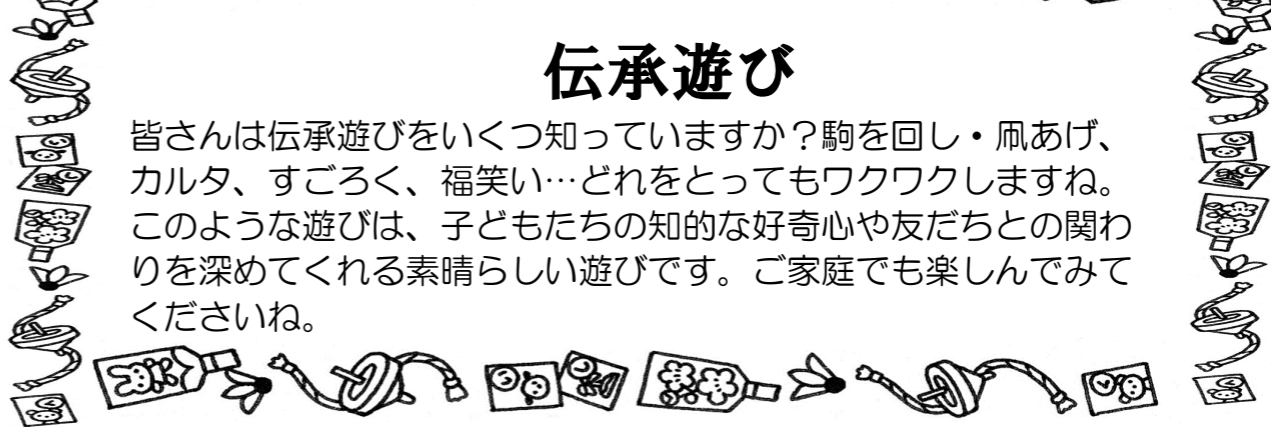 伝承遊び
皆さんは伝承遊びをいくつ知っていますか？駒を回し・凧あげ、
カルタ、すごろく、福笑い…どれをとってもワクワクしますね。
このような遊びは、子どもたちの知的な好奇心や友だちとの関わ
りを深めてくれる素晴らしい遊びです。ご家庭でも楽しんでみて
くださいね。